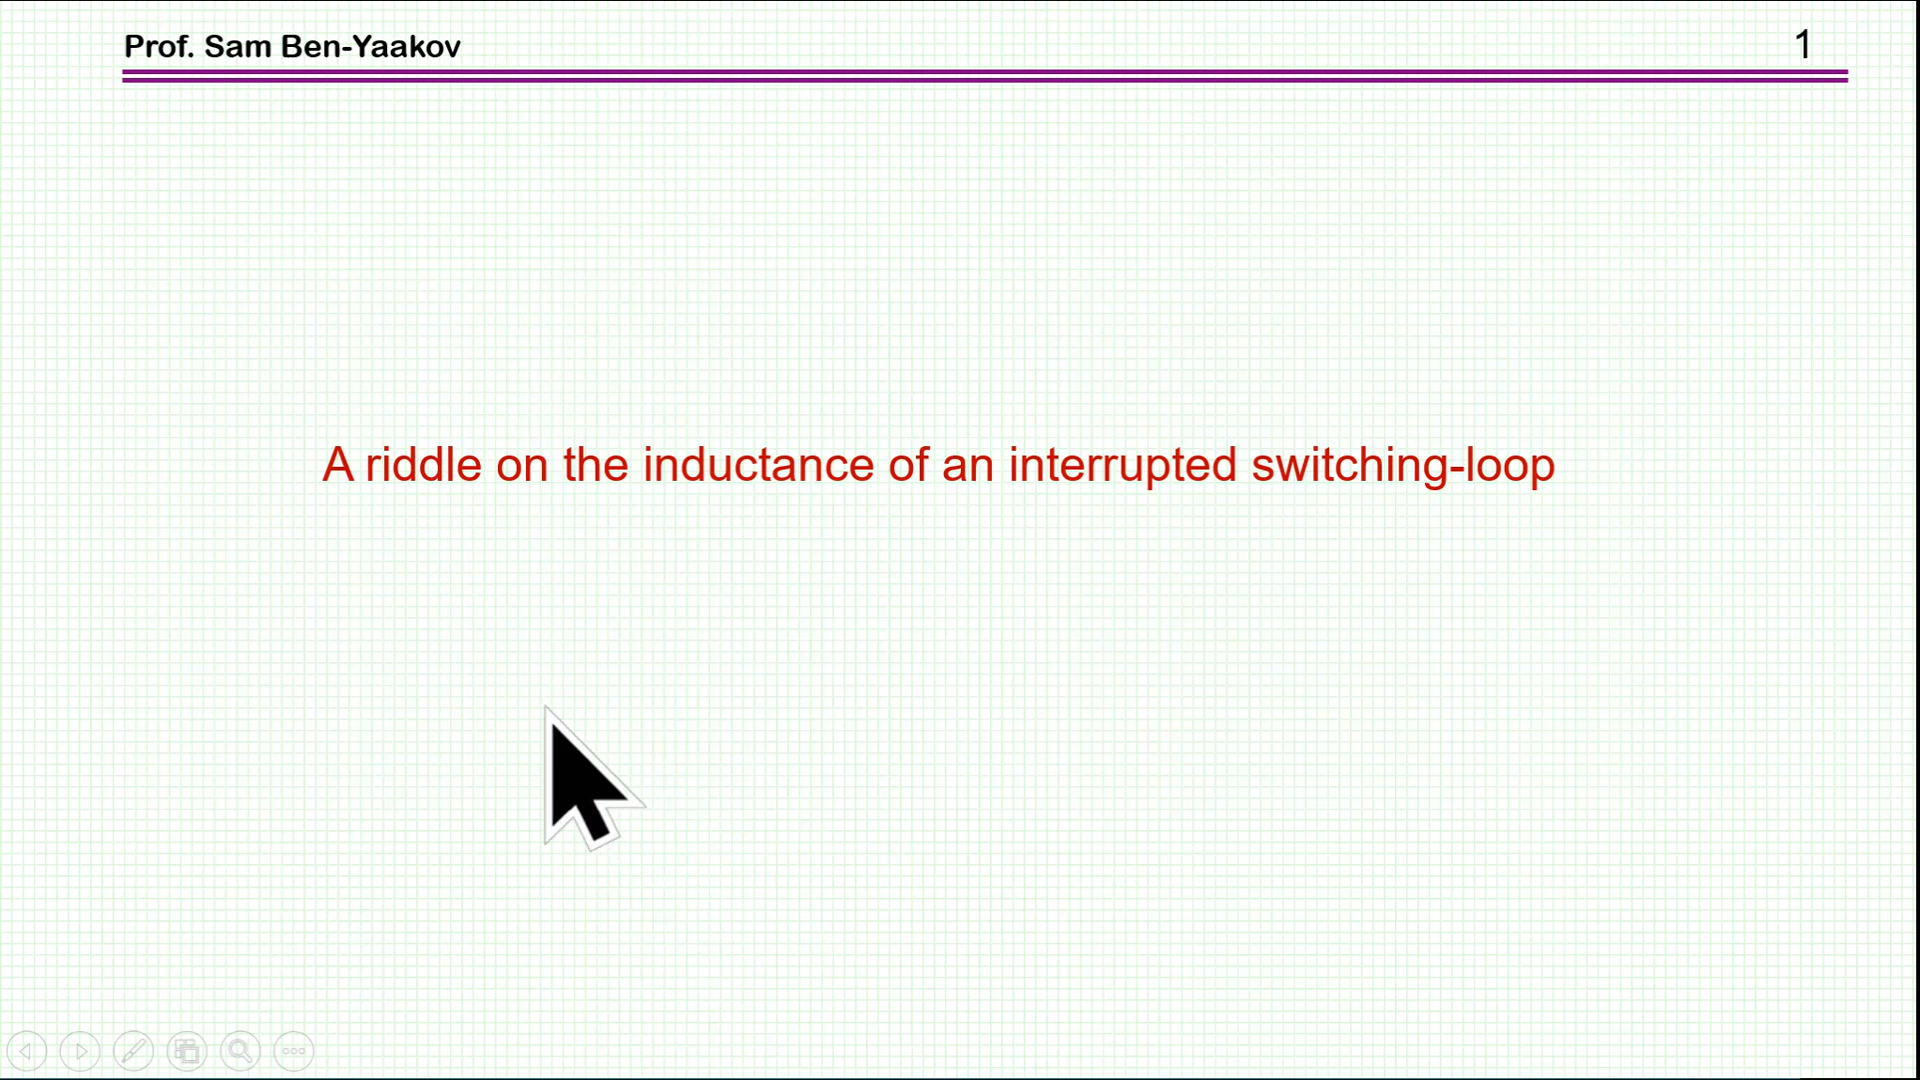 Prof. Sam Ben-Yaakov
1
A riddle on the inductance of an interrupted switching-loop